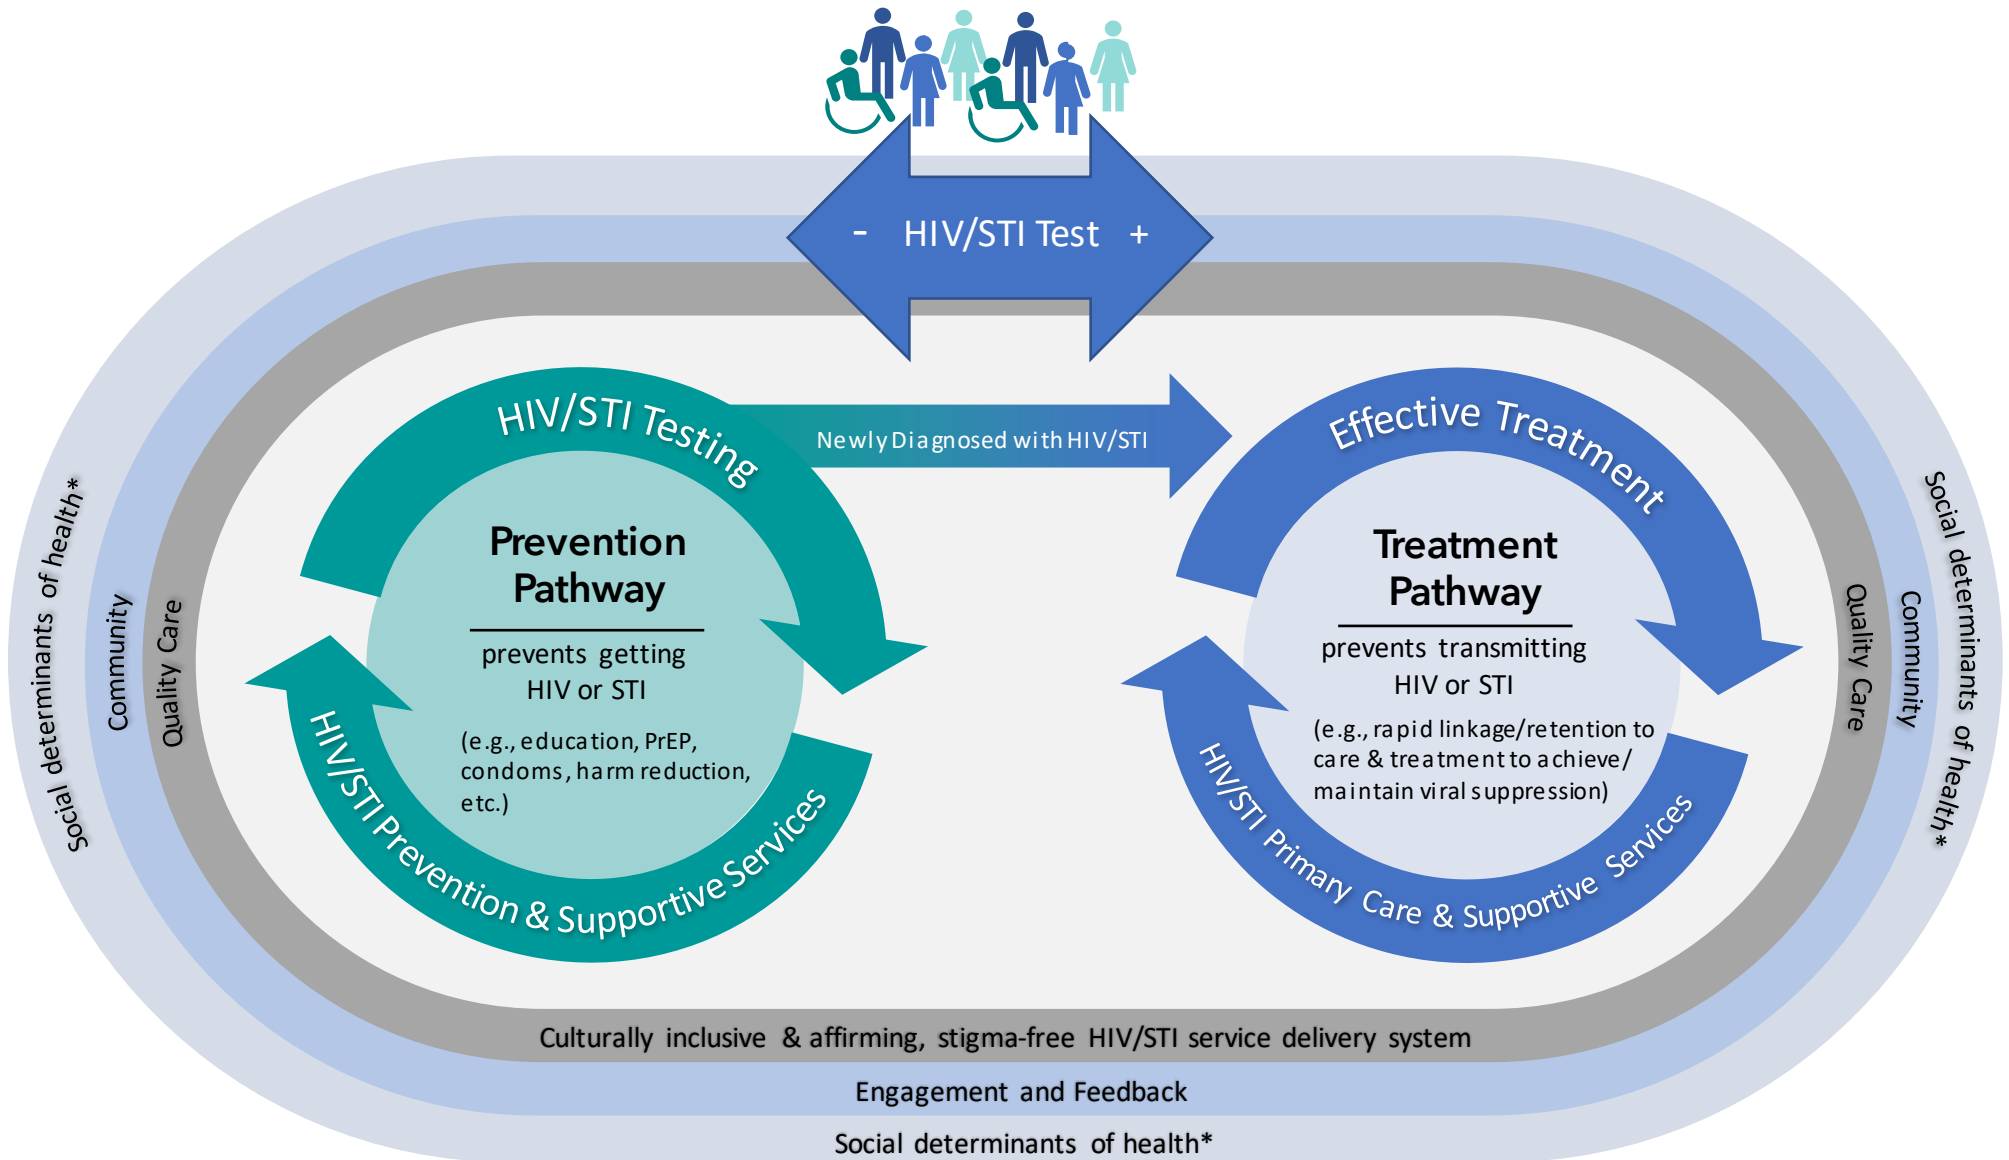 - HIV/STI Test +
HIV/STI Testing
Newly Diagnosed with HIV/STI
Effective Treatment
Prevention
Pathway
prevents getting
HIV or STI
(e.g., education, PrEP,
condoms, harm reduction,
etc.)
HIV/STI Prevention & Supportive Services
Treatment
Pathway
prevents transmitting
HIV or STI
(e.g., rapid linkage/retention to
care & treatment to achieve/
maintain viral suppression)
HIV/STI Primary Care & Supportive Services
Social determinants of health*
Community
Quality Care
Quality Care
Community
Social determinants of health*
Culturally inclusive & affirming, stigma-free HIV/STI service delivery system
Engagement and Feedback
Social determinants of health*